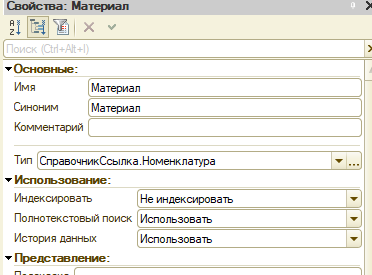 Свойства: Материал
Поиск (Ctrl+Alt+I)
Основные:
Имя Материал
Синоним Материал
Комментарий
Тип СправочникСсылка.Номенклатура ...
Использование:
Индексировать Не индексировать
Полнотекстовый поиск Использовать
История данных Использовать
Представление: